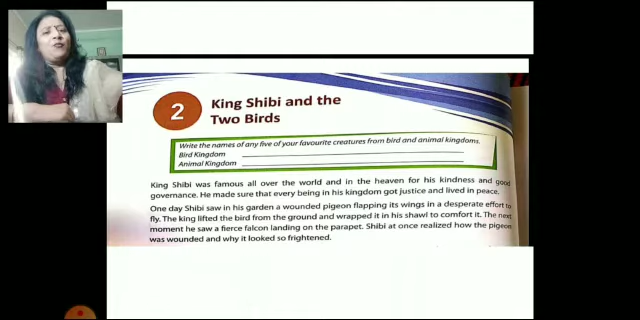 2
King Shibi and the
Two Birds
Write the names of any five of your favourite creatures from bird and animal kingdoms.
Bird Kingdom
Animal Kingdom
King Shibi was famous all over the world and in the heaven for his kindness and good
governance. He made sure that every being in his kingdom got justice and lived in peace.
One day Shibi saw in his garden a wounded pigeon flapping its wings in a desperate effort to
fly. The king lifted the bird from the ground and wrapped it in his shawl to comfort it. The next
moment he saw a fierce falcon landing on the parapet. Shibi at once realized how the pigeon
was wounded and why it looked so frightened.